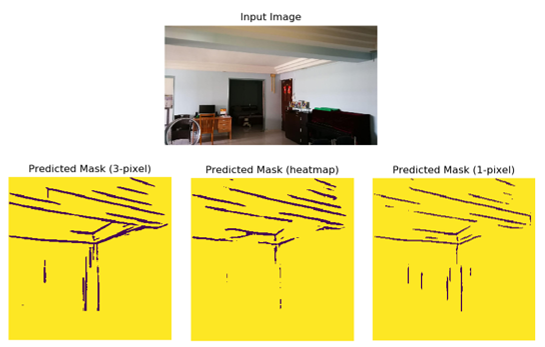 Input Image
Predicted Mask (3-pixel)
Predicted Mask (heatmap)
Predicted Mask (1-pixel)